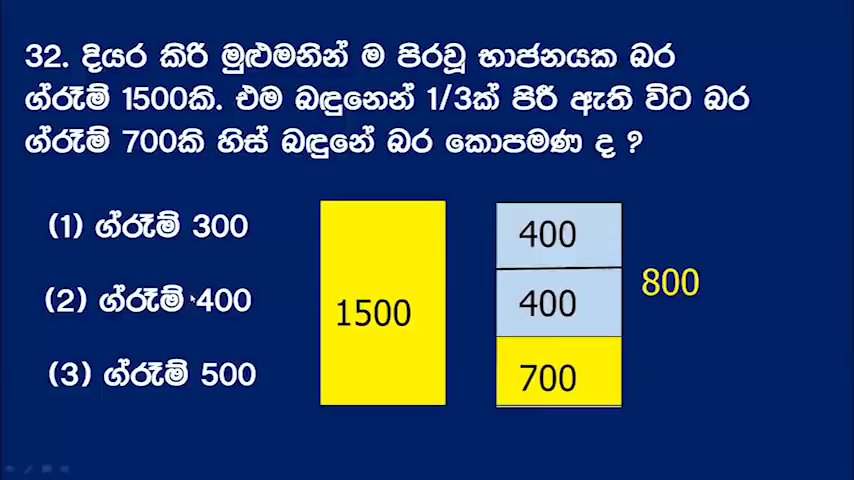 32. දියර කිරි මුළුමනින් ම පිරවූ භාජනයක බර
ග්රෑම් 1500කි. එම බඳුනෙන් 1/3ක් පිරී ඇති විට බර
ග්රෑම් 700කි හිස් බඳුනේ බර කොපමණ ද ?
(1) ග්රෑම් 300
(2) ග්රෑම් 400
(3) ග්රෑම් 500
1500
400
400
700
800